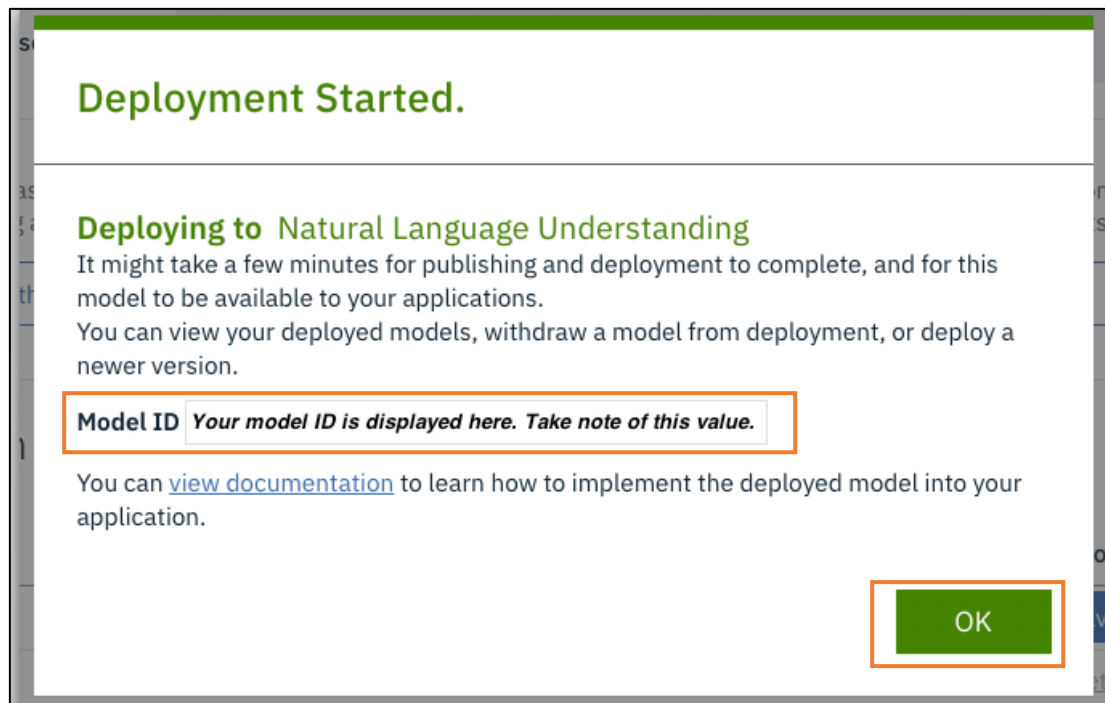 Deployment Started.
Deploying to Natural Language Understanding
It might take a few minutes for publishing and deployment to complete, and for this
model to be available to your applications.
You can view your deployed models, withdraw a model from deployment, or deploy a
newer version.
Model ID Your model ID is displayed here. Take note of this value.
You can view documentation to learn how to implement the deployed model into your
application.
OK